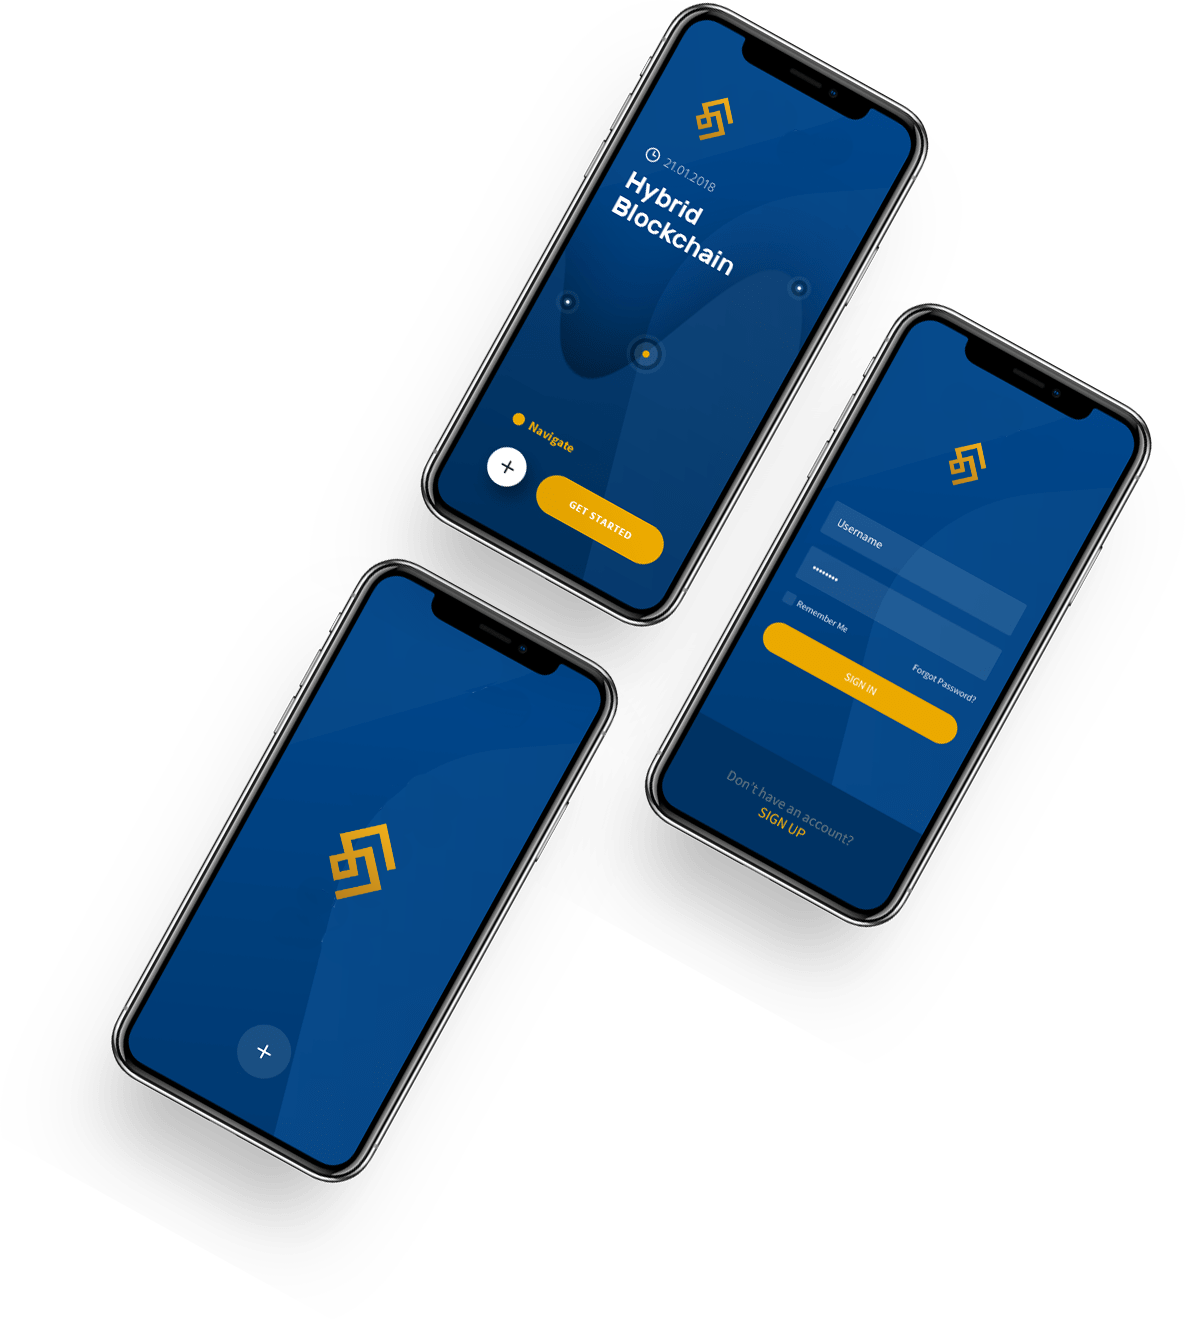 21.01.2018
Hybrid
Blockchain
Navigate
GET STARTED
Username
Remember Me
Forgot Password?
SIGN IN
Don't have an account?
SIGN UP